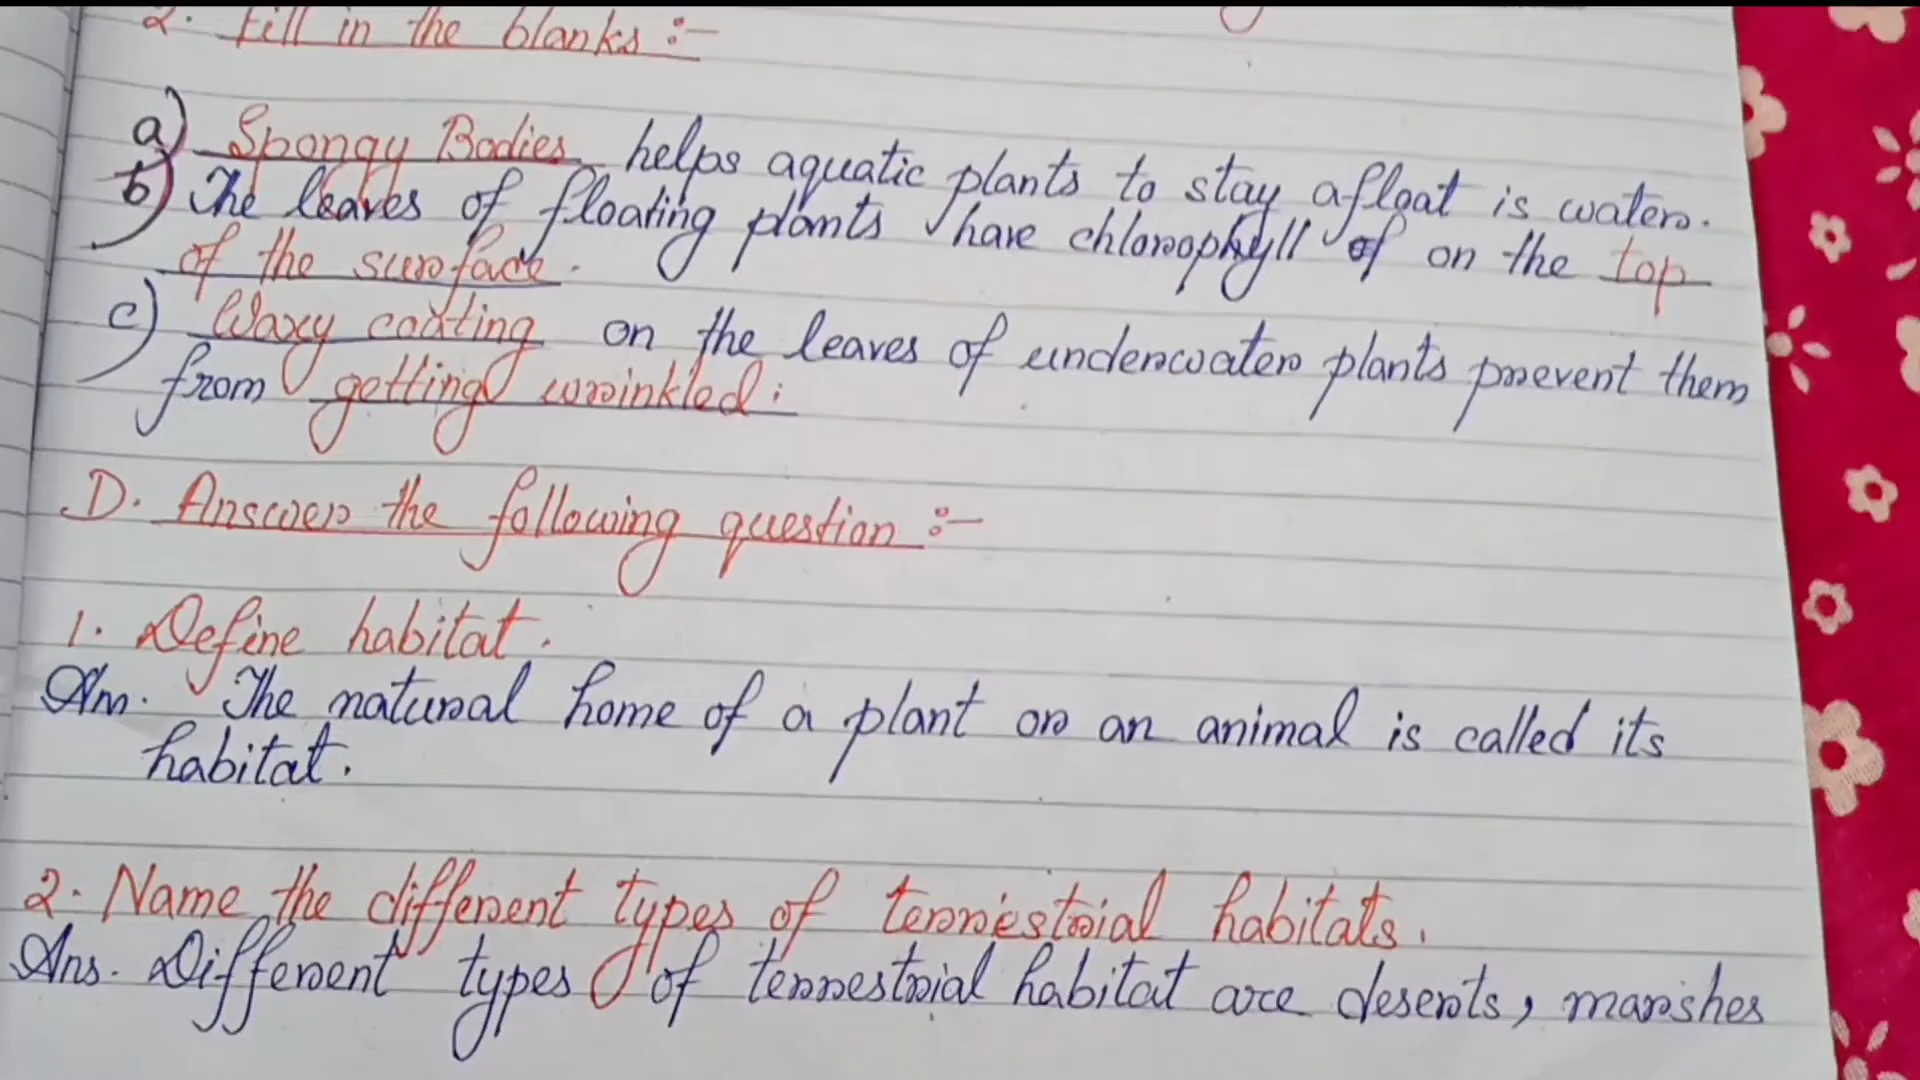 2. Fill in the blanks :-
a) Spongy Bodies helps aquatic plants to stay afloat is water.
b) The leaves of floating plants have chlorophyll of on the top
of the surface.
c) Waxy coating on the leaves of underwater plants prevent them
from getting wrinkled.
D. Answer the following question :-
1. Define habitat.
Ans. The natural home of a plant or an animal is called its
habitat.
2. Name the different types of terriestrial habitats.
Ans. Different types of terrestrial habitat are deserts, marshes